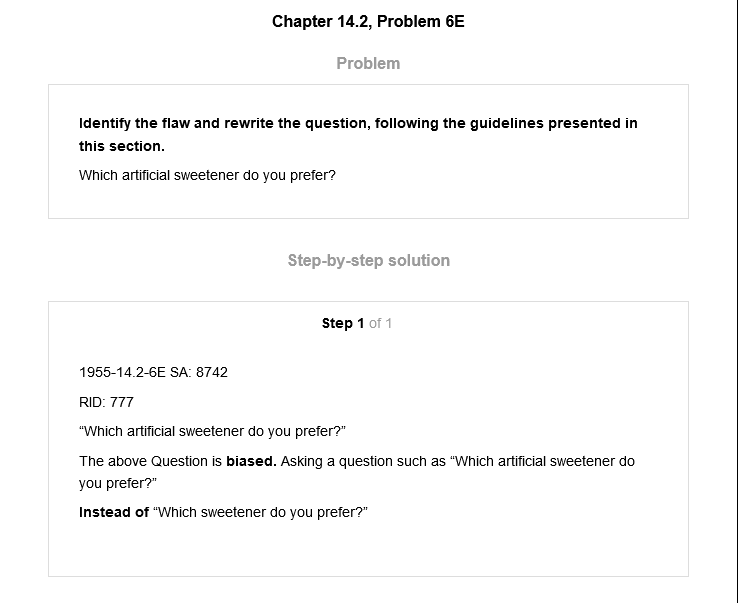 Chapter 14.2, Problem 6E
Problem
Identify the flaw and rewrite the question, following the guidelines presented in
this section.
Which artificial sweetener do you prefer?
Step-by-step solution
Step 1 of 1
1955-14.2-6E SA: 8742
RID: 777
“Which artificial sweetener do you prefer?”
The above Question is biased. Asking a question such as “Which artificial sweetener do
you prefer?”
Instead of “Which sweetener do you prefer?”